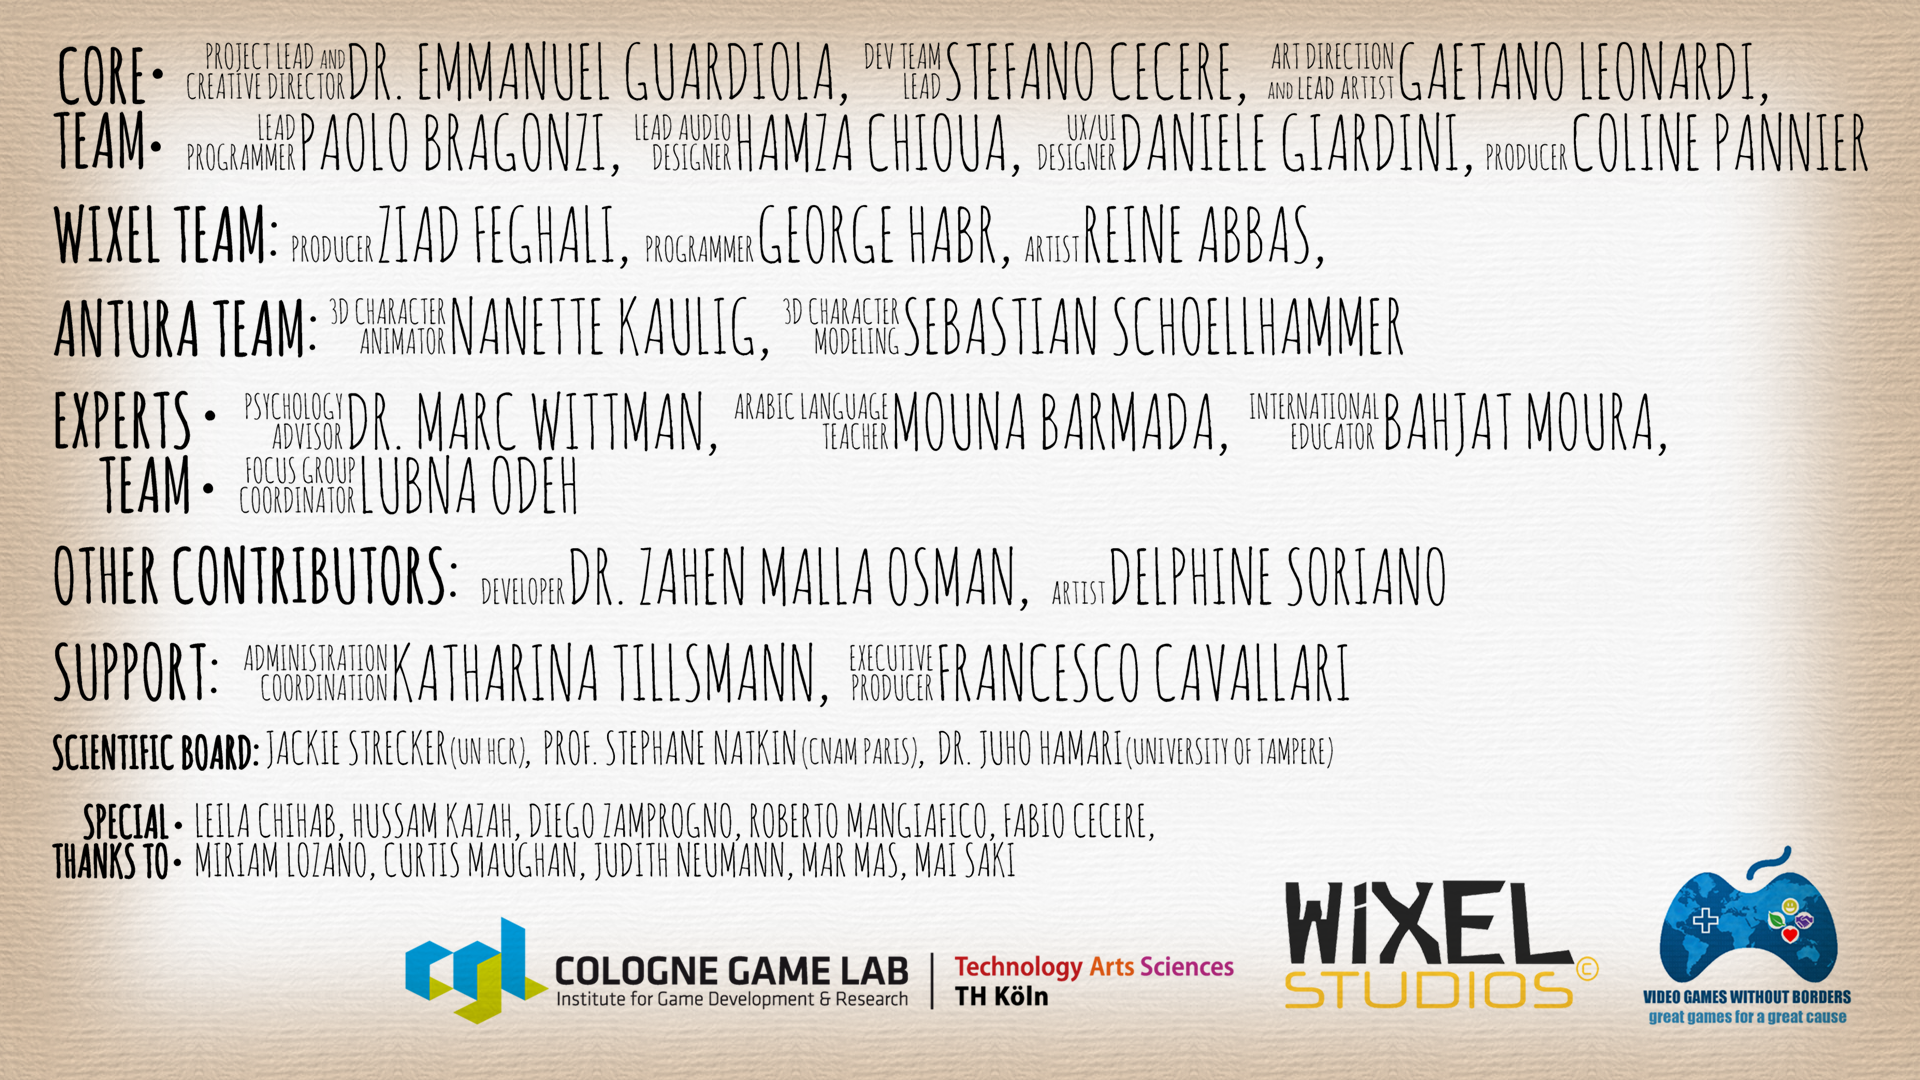 CORE• PROJECT LEAD AND CREATIVE DIRECTOR DR. EMMANUEL GUARDIOLA, DEV TEAM LEAD STEFANO CECERE, ART DIRECTION AND LEAD ARTIST GAETANO LEONARDI,
TEAM• LEAD PROGRAMMER PAOLO BRAGONZI, LEAD AUDIO DESIGNER HAMZA CHIOUA, UX/UI DESIGNER DANIELE GIARDINI, PRODUCER COLINE PANNIER
WIXEL TEAM: PRODUCER ZIAD FEGHALI, PROGRAMMER GEORGE HABR, ARTIST REINE ABBAS,
ANTURA TEAM: 3D CHARACTER ANIMATOR NANETTE KAULIG, 3D CHARACTER MODELING SEBASTIAN SCHOELLHAMMER
EXPERTS • PSYCHOLOGY ADVISOR DR. MARC WITTMAN, ARABIC LANGUAGE TEACHER MOUNA BARMADA, INTERNATIONAL EDUCATOR BAHJAT MOURA,
TEAM • FOCUS GROUP COORDINATOR LUBNA ODEH
OTHER CONTRIBUTORS: DEVELOPER DR. ZAHEN MALLA OSMAN, ARTIST DELPHINE SORIANO
SUPPORT: ADMINISTRATION COORDINATION KATHARINA TILLSMANN, EXECUTIVE PRODUCER FRANCESCO CAVALLARI
SCIENTIFIC BOARD: JACKIE STRECKER (UN HCR), PROF. STEPHANE NATKIN (CNAM PARIS), DR. JUHO HAMARI (UNIVERSITY OF TAMPERE)
SPECIAL • LEILA CHIHAB, HUSSAM KAZAH, DIEGO ZAMPROGNO, ROBERTO MANGIAFICO, FABIO CECERE,
THANKS TO • MIRIAM LOZANO, CURTIS MAUGHAN, JUDITH NEUMANN, MAR MAS, MAI SAKI
cgl
COLOGNE GAME LAB
Institute for Game Development & Research
Technology Arts Sciences
TH Köln
WiXEL
STUDIOS ©
VIDEO GAMES WITHOUT BORDERS
great games for a great cause